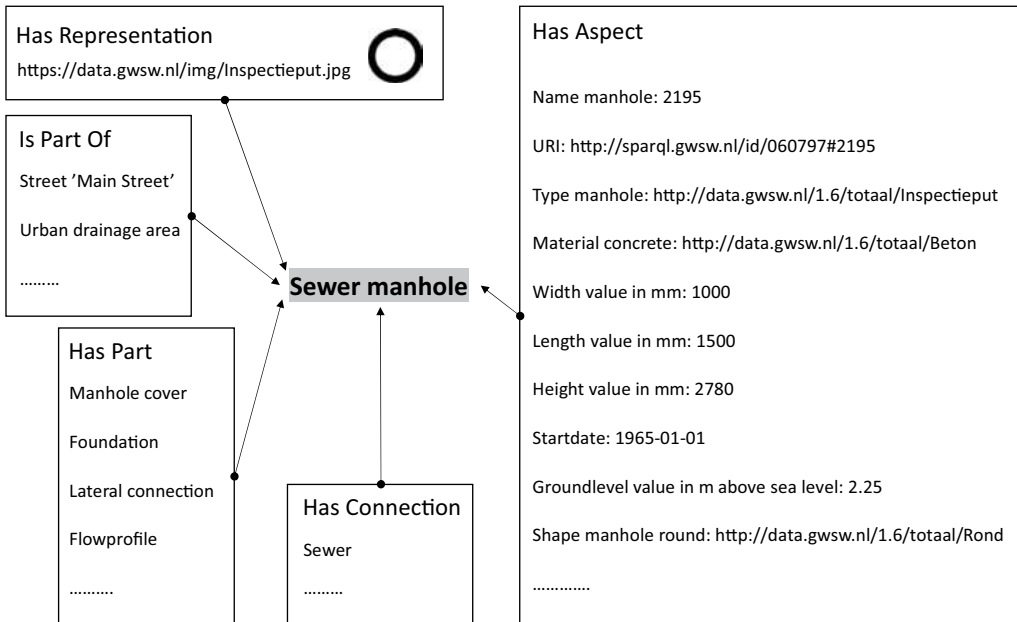 Has Representation
https://data.gwsw.nl/img/Inspectieput.jpg
Is Part Of
Street ’Main Street’
Urban drainage area
.........
Has Part
Manhole cover
Foundation
Lateral connection
Flowprofile
..........
Sewer manhole
Has Connection
Sewer
.........
Has Aspect
Name manhole: 2195
URI: http://sparql.gwsw.nl/id/060797#2195
Type manhole: http://data.gwsw.nl/1.6/totaal/Inspectieput
Material concrete: http://data.gwsw.nl/1.6/totaal/Beton
Width value in mm: 1000
Length value in mm: 1500
Height value in mm: 2780
Startdate: 1965-01-01
Groundlevel value in m above sea level: 2.25
Shape manhole round: http://data.gwsw.nl/1.6/totaal/Rond
.............